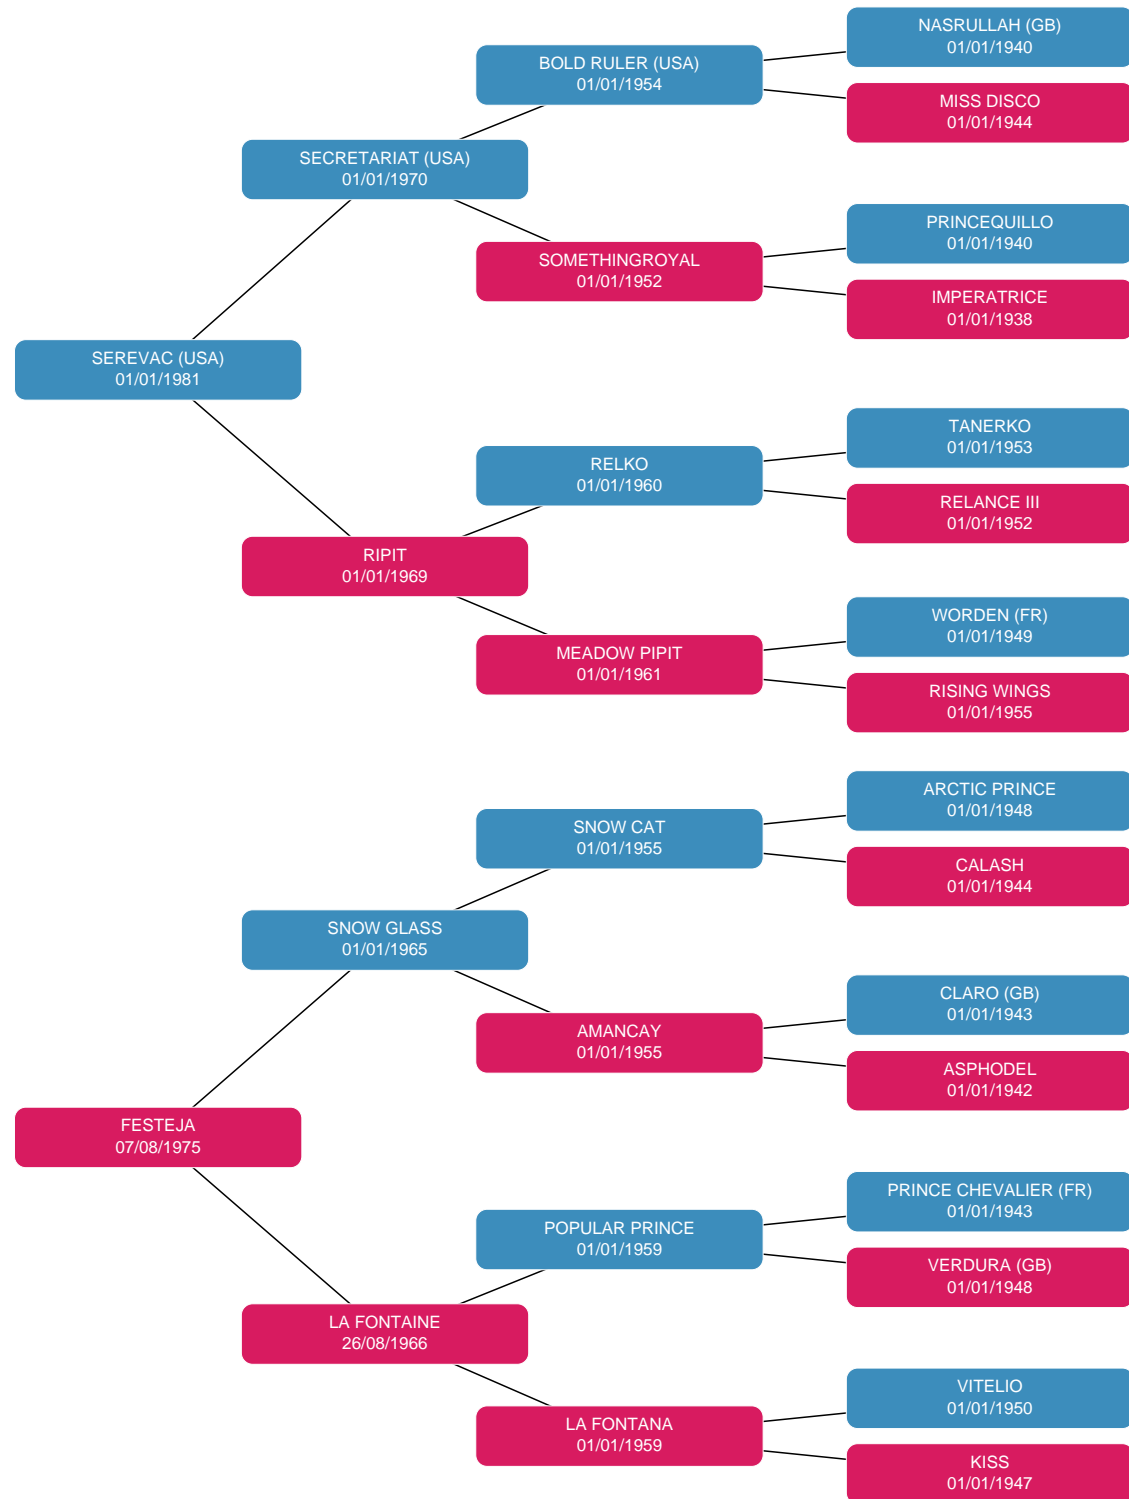 NASRULLAH (GB)
01/01/1940
BOLD RULER (USA)
01/01/1954
MISS DISCO
01/01/1944
SECRETARIAT (USA)
01/01/1970
PRINCEQUILLO
01/01/1940
SOMETHINGROYAL
01/01/1952
IMPERATRICE
01/01/1938
SEREVAC (USA)
01/01/1981
TANERKO
01/01/1953
RELKO
01/01/1960
RELANCE III
01/01/1952
RIPIT
01/01/1969
WORDEN (FR)
01/01/1949
MEADOW PIPIT
01/01/1961
RISING WINGS
01/01/1955
ARCTIC PRINCE
01/01/1948
SNOW CAT
01/01/1955
CALASH
01/01/1944
SNOW GLASS
01/01/1965
CLARO (GB)
01/01/1943
AMANCAY
01/01/1955
ASPHODEL
01/01/1942
FESTEJA
07/08/1975
PRINCE CHEVALIER (FR)
01/01/1943
POPULAR PRINCE
01/01/1959
VERDURA (GB)
01/01/1948
LA FONTAINE
26/08/1966
VITELIO
01/01/1950
LA FONTANA
01/01/1959
KISS
01/01/1947